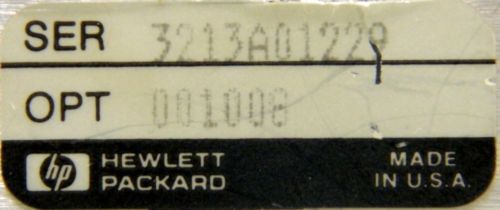 SER 3213A01229
OPT 001008
hp HEWLETT PACKARD
MADE IN U.S.A.